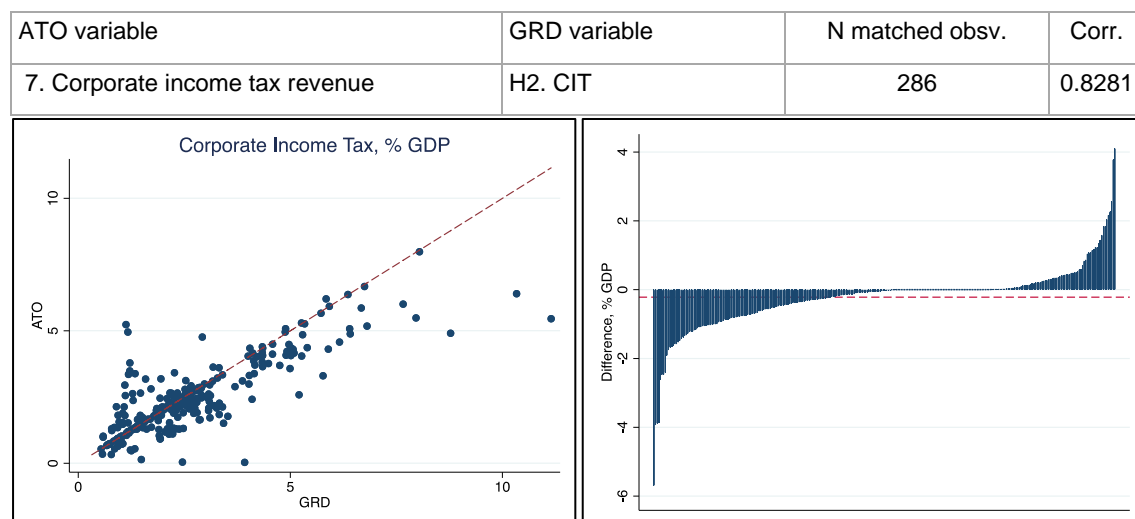 ATO variable GRD variable N matched obsv. Corr.
7. Corporate income tax revenue H2. CIT 286 0.8281
Corporate Income Tax, % GDP
10
5
0
ATO
0 5 10
GRD
4
2
0
-2
-4
-6
Difference, % GDP